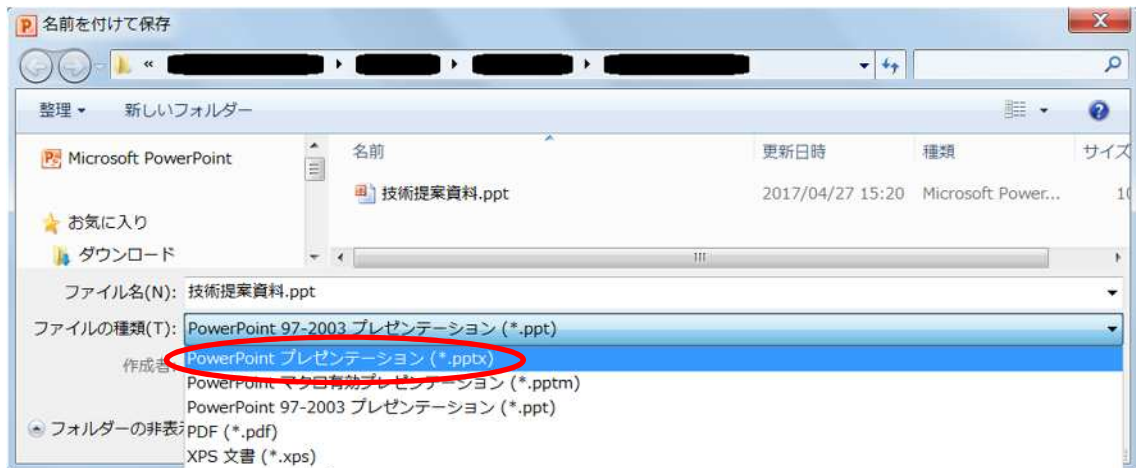 名前を付けて保存
«
整理 新しいフォルダー
Microsoft PowerPoint
名前 更新日時 種類 サイズ
技術提案資料.ppt 2017/04/27 15:20 Microsoft Power...
お気に入り
ダウンロード
ファイル名(N): 技術提案資料.ppt
ファイルの種類(T): PowerPoint 97-2003 プレゼンテーション (*.ppt)
作成者: PowerPoint プレゼンテーション (*.pptx)
PowerPoint マクロ有効プレゼンテーション (*.pptm)
PowerPoint 97-2003 プレゼンテーション (*.ppt)
フォルダーの非表 PDF (*.pdf)
XPS 文書 (*.xps)